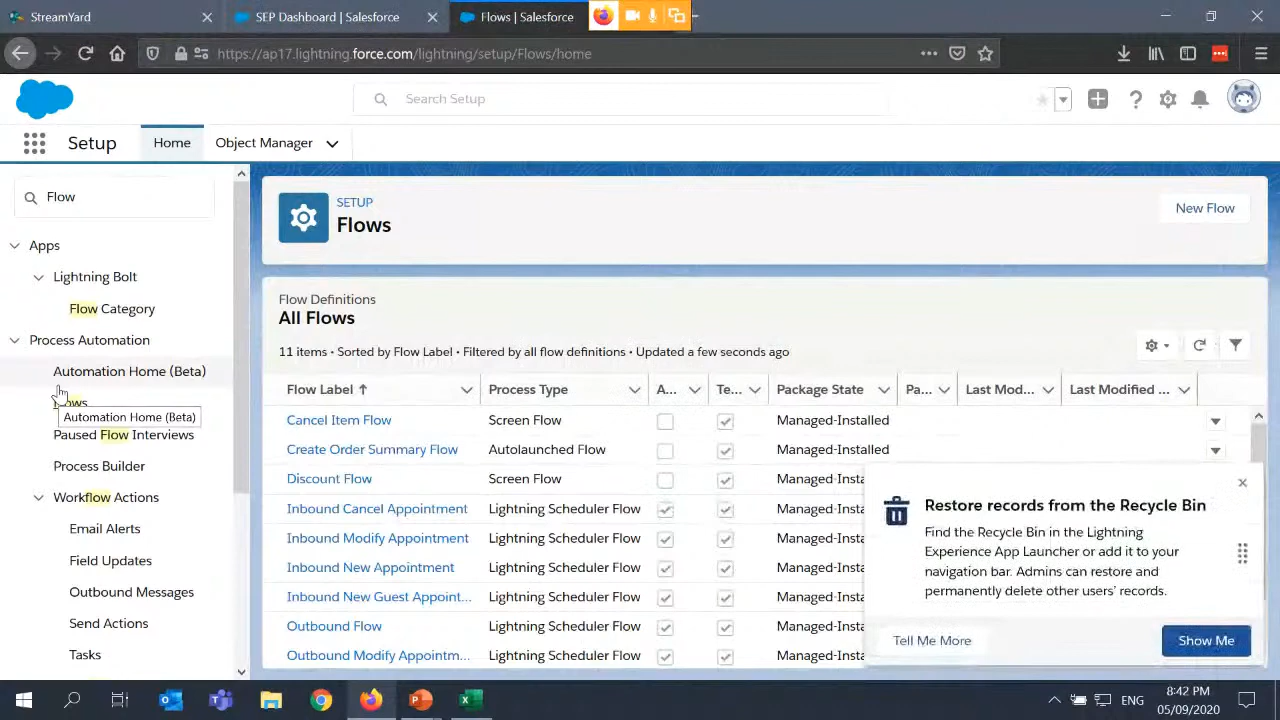 StreamYard
SEP Dashboard | Salesforce
Flows | Salesforce
https://ap17.lightning.force.com/lightning/setup/Flows/home
Search Setup
Setup
Home
Object Manager
Flow
Apps
Lightning Bolt
Flow Category
Process Automation
Automation Home (Beta)
Flows
Automation Home (Beta)
Paused Flow Interviews
Process Builder
Workflow Actions
Email Alerts
Field Updates
Outbound Messages
Send Actions
Tasks
SETUP
Flows
New Flow
Flow Definitions
All Flows
11 items • Sorted by Flow Label • Filtered by all flow definitions • Updated a few seconds ago
Flow Label ↑ Process Type A... Te... Package State Pa... Last Mod... Last Modified ...
Cancel Item Flow Screen Flow Managed-Installed
Create Order Summary Flow Autolaunched Flow Managed-Installed
Discount Flow Screen Flow Managed-Insta
Inbound Cancel Appointment Lightning Scheduler Flow Managed-Insta
Inbound Modify Appointment Lightning Scheduler Flow Managed-Insta
Inbound New Appointment Lightning Scheduler Flow Managed-Insta
Inbound New Guest Appoint... Lightning Scheduler Flow Managed-Insta
Outbound Flow Lightning Scheduler Flow Managed-Insta
Outbound Modify Appointm... Lightning Scheduler Flow Managed-Insta
Restore records from the Recycle Bin
Find the Recycle Bin in the Lightning
Experience App Launcher or add it to your
navigation bar. Admins can restore and
permanently delete other users' records.
Tell Me More
Show Me
ENG
8:42 PM
05/09/2020